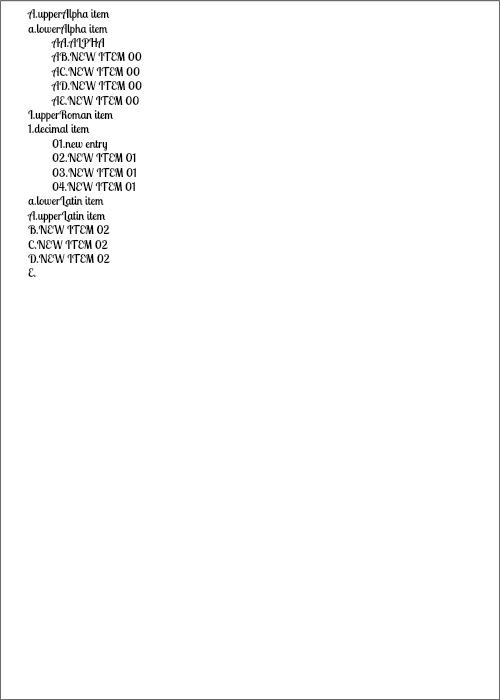 A.upperAlpha item
a.lowerAlpha item
AA.ALPHA
AB.NEW ITEM 00
AC.NEW ITEM 00
AD.NEW ITEM 00
AE.NEW ITEM 00
I.upperRoman item
1.decimal item
01.new entry
02.NEW ITEM 01
03.NEW ITEM 01
04.NEW ITEM 01
a.lowerLatin item
A.upperLatin item
B.NEW ITEM 02
C.NEW ITEM 02
D.NEW ITEM 02
E.